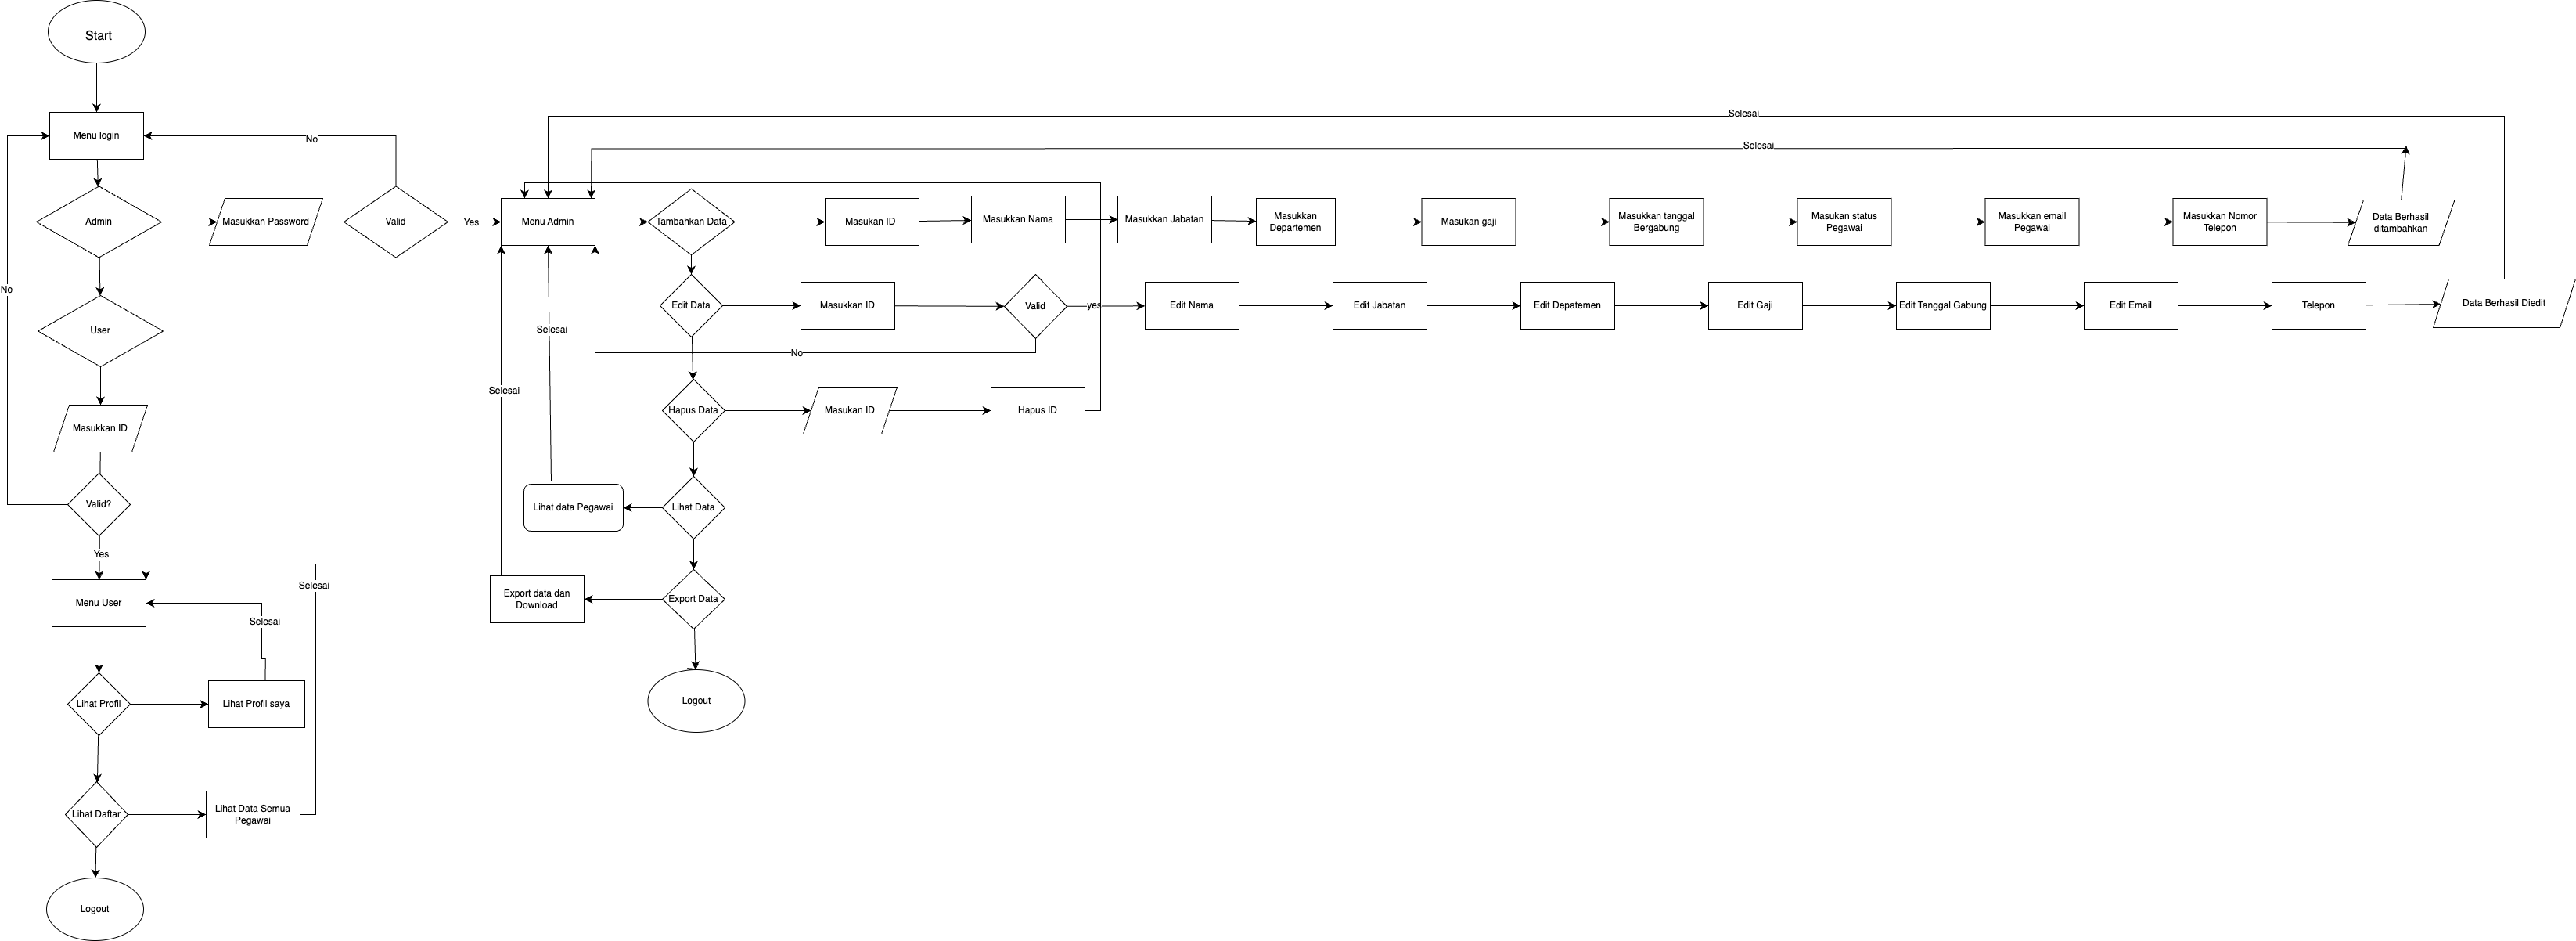 Start
Menu login
No
Selesai
Selesai
Admin
Masukkan Password
Valid
Yes
Menu Admin
Tambahkan Data
Masukan ID
Masukkan Nama
Masukkan Jabatan
Masukkan
Departemen
Masukan gaji
Masukkan tanggal
Bergabung
Masukan status
Pegawai
Masukkan email
Pegawai
Masukkan Nomor
Telepon
Data Berhasil
ditambahkan
No
User
Selesai
Edit Data
Masukkan ID
Valid
yes
Edit Nama
Edit Jabatan
Edit Depatemen
Edit Gaji
Edit Tanggal Gabung
Edit Email
Telepon
Data Berhasil Diedit
No
Selesai
Hapus Data
Masukan ID
Hapus ID
Masukkan ID
Valid?
Lihat data Pegawai
Lihat Data
Yes
Menu User
Selesai
Selesai
Export data dan
Download
Export Data
Lihat Profil
Lihat Profil saya
Logout
Lihat Daftar
Lihat Data Semua
Pegawai
Logout